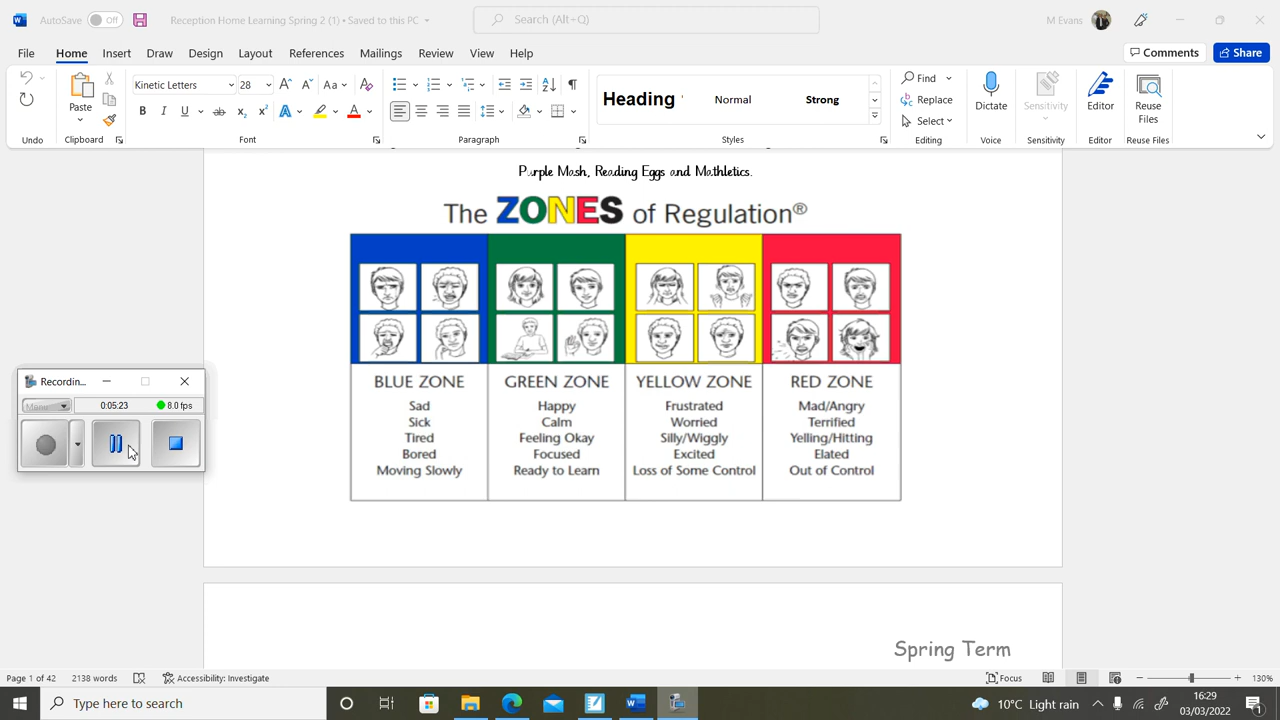 AutoSave Off Reception Home Learning Spring 2 (1) • Saved to this PC Search (Alt+Q) M Evans
File Home Insert Draw Design Layout References Mailings Review View Help Comments Share
Kinetic Letters 28 Aa Heading Normal Strong Find
Paste Replace Dictate Sensitivity Editor Reuse Files
B I U ab x₂ x² A A Select
Undo Clipboard Font Paragraph Styles Editing Voice Sensitivity Editor Reuse Files
Purple Mash, Reading Eggs and Mathletics.
The ZONES of Regulation®
BLUE ZONE GREEN ZONE YELLOW ZONE RED ZONE
Sad Happy Frustrated Mad/Angry
Sick Calm Worried Terrified
Tired Feeling Okay Silly/Wiggly Yelling/Hitting
Bored Focused Excited Elated
Moving Slowly Ready to Learn Loss of Some Control Out of Control
Recordin...
0:05:23 8.0 fps
Spring Term
Page 1 of 42 2138 words Accessibility: Investigate Focus 130%
Type here to search 10°C Light rain 16:29
03/03/2022